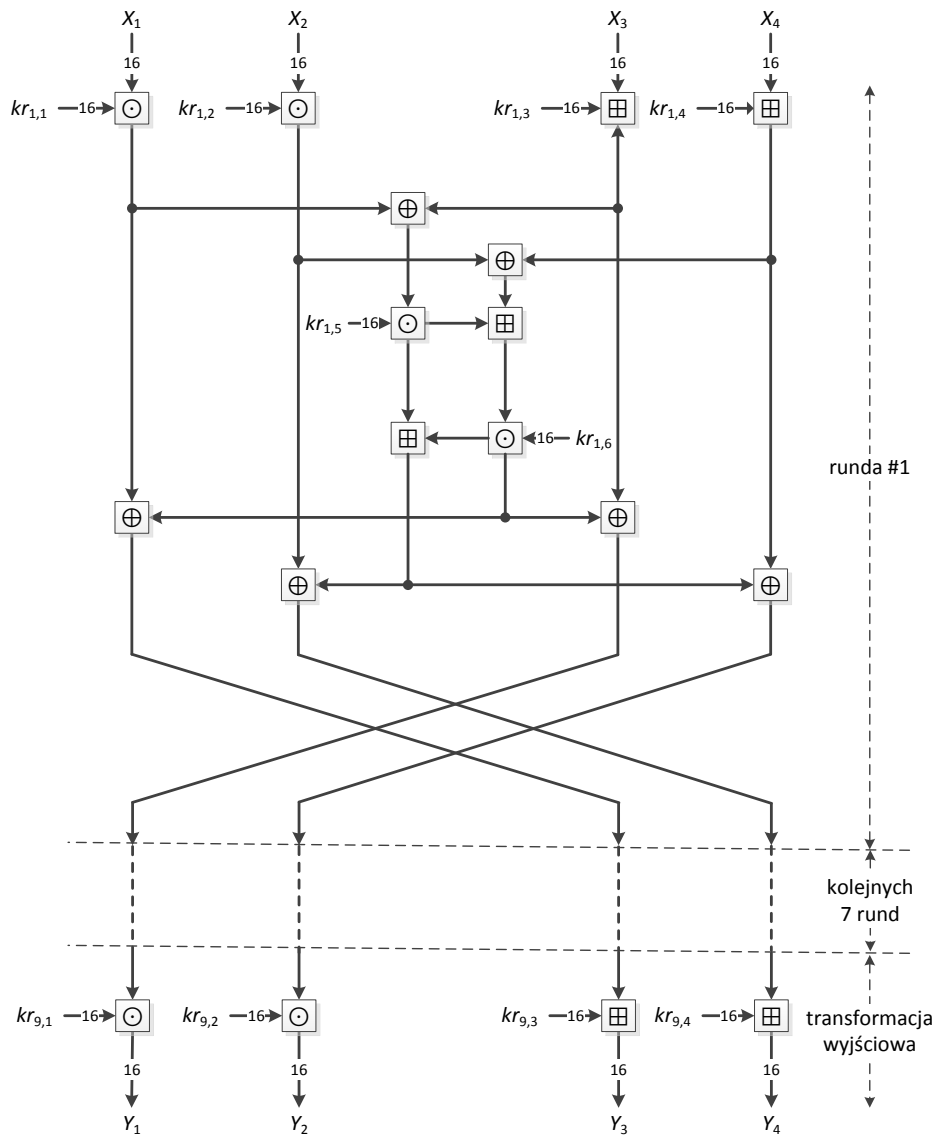 X1 X2 X3 X4
16 16 16 16
kr1,1 16 kr1,2 16 kr1,3 16 kr1,4 16
kr1,5 16
16 kr1,6
runda #1
kolejnych
7 rund
kr9,1 16 kr9,2 16 kr9,3 16 kr9,4 16
transformacja
wyjściowa
16 16 16 16
Y1 Y2 Y3 Y4